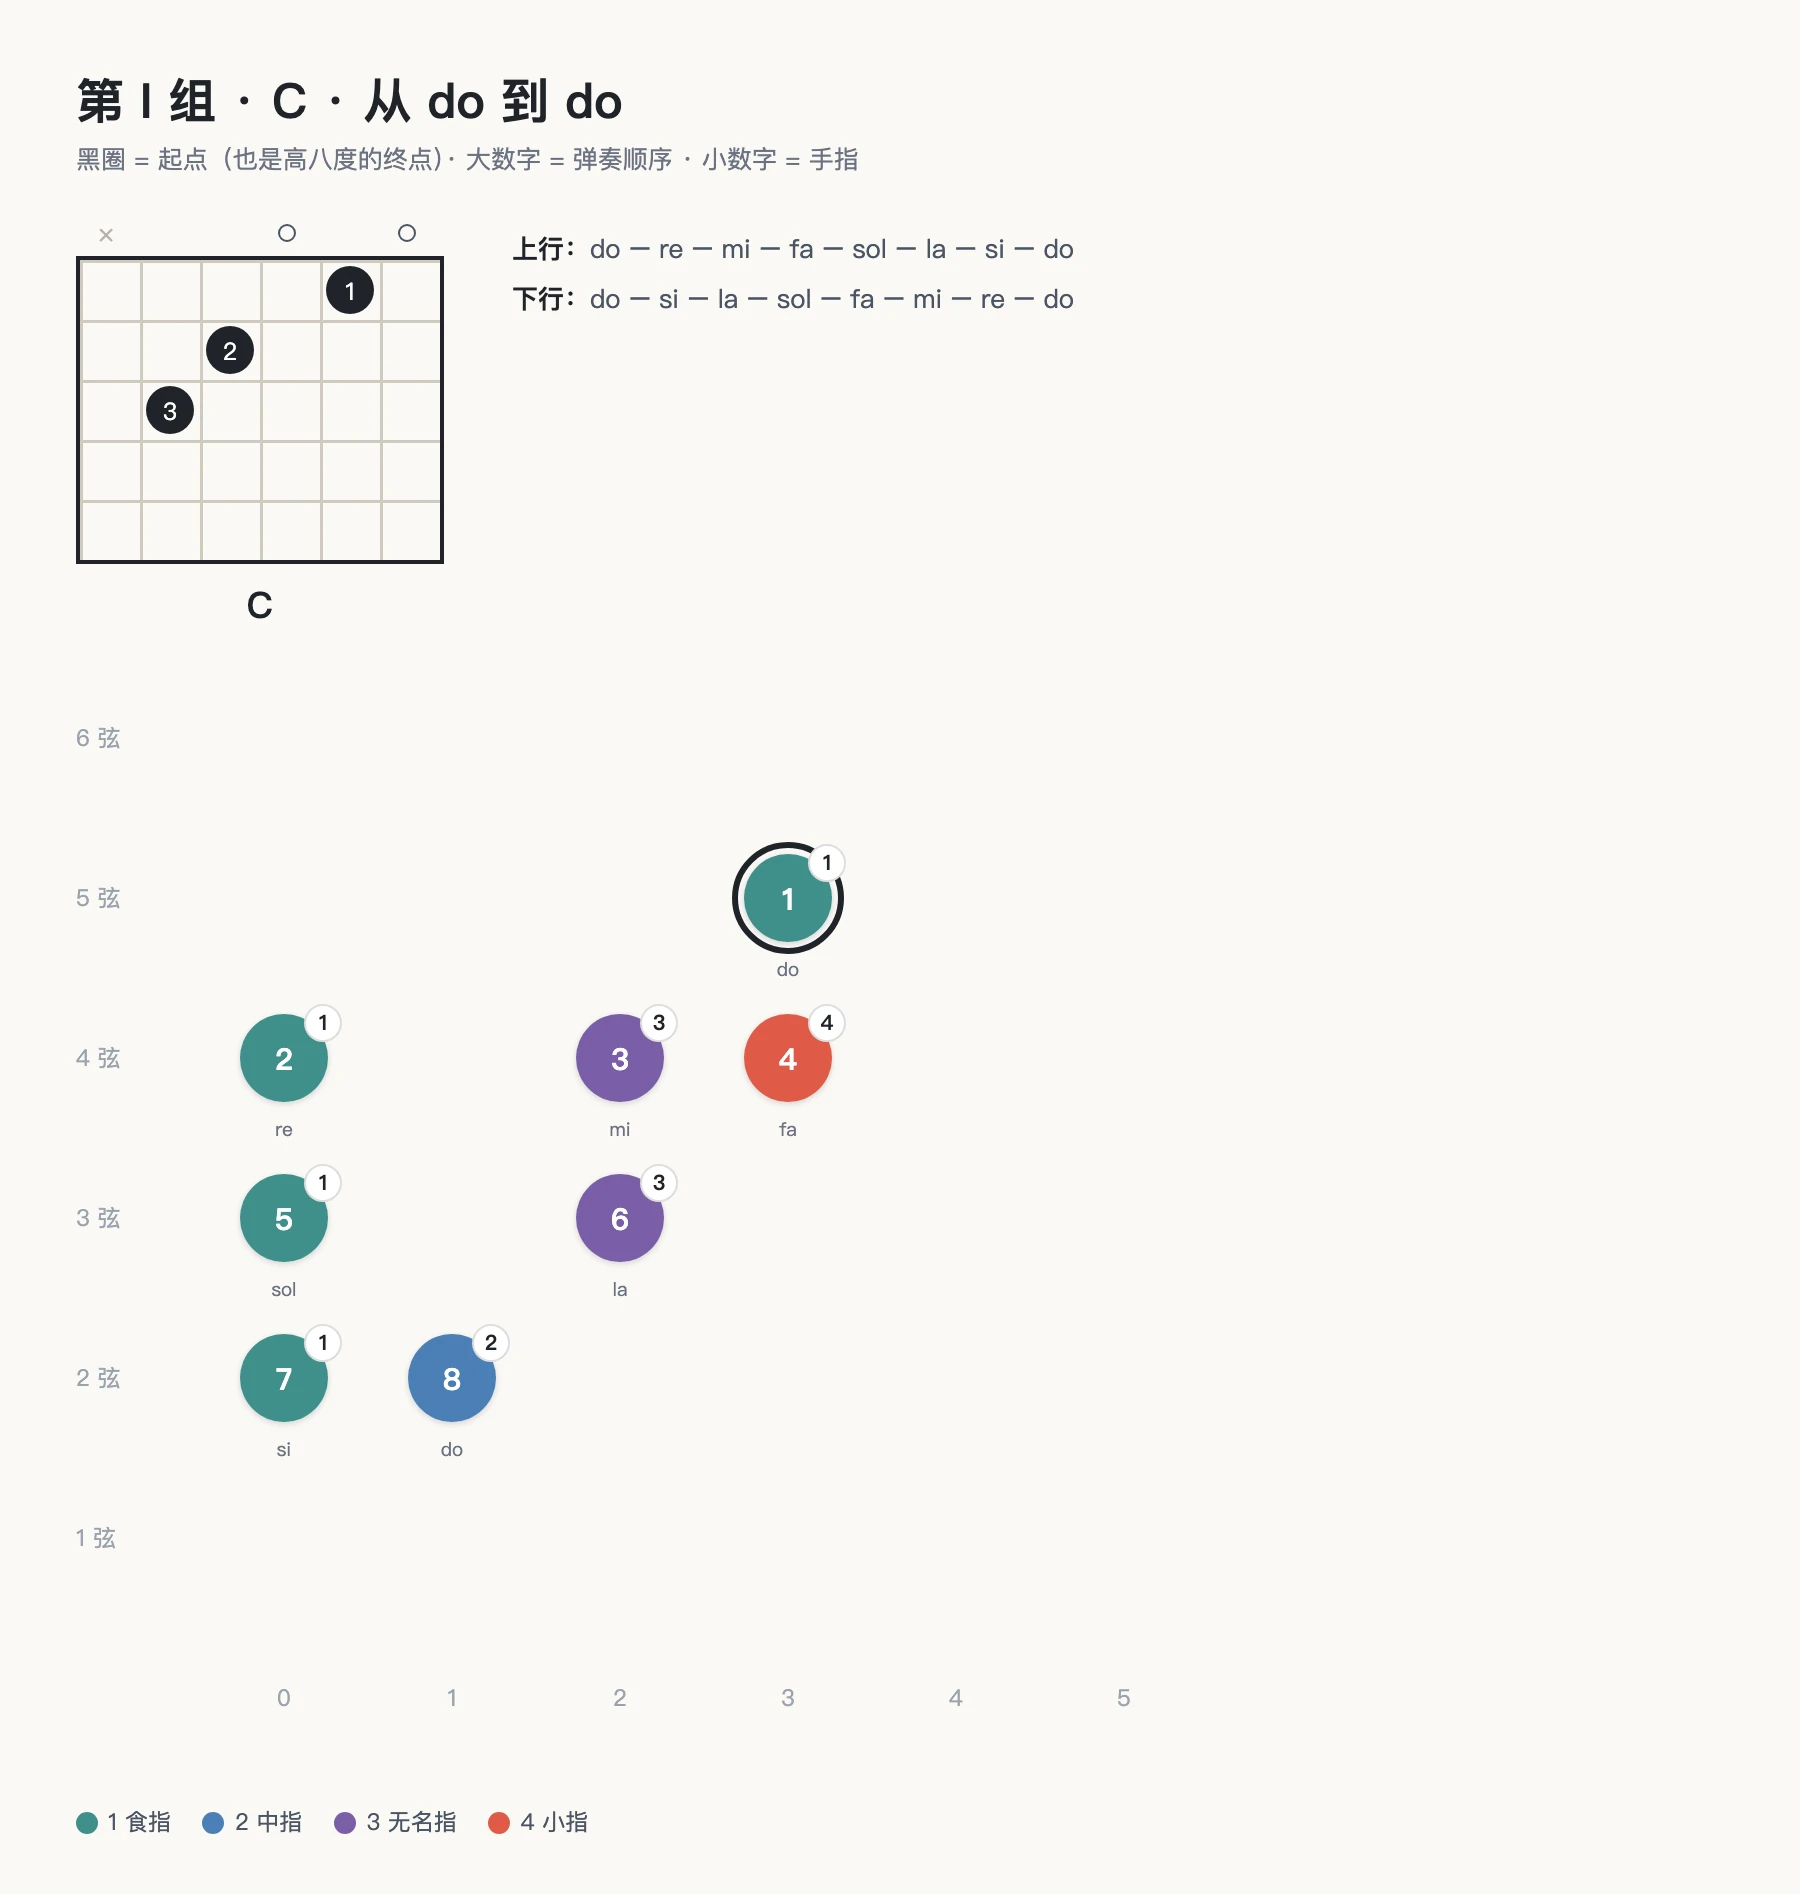 第 I 组 · C · 从 do 到 do
黑圈 = 起点（也是高八度的终点）· 大数字 = 弹奏顺序 · 小数字 = 手指
×
上行：do — re — mi — fa — sol — la — si — do
下行：do — si — la — sol — fa — mi — re — do
1
2
3
C
6 弦
5 弦
1 1
do
4 弦
2 1 3 3 4 4
re mi fa
3 弦
5 1 6 3
sol la
2 弦
7 1 8 2
si do
1 弦
0 1 2 3 4 5
1 食指 2 中指 3 无名指 4 小指